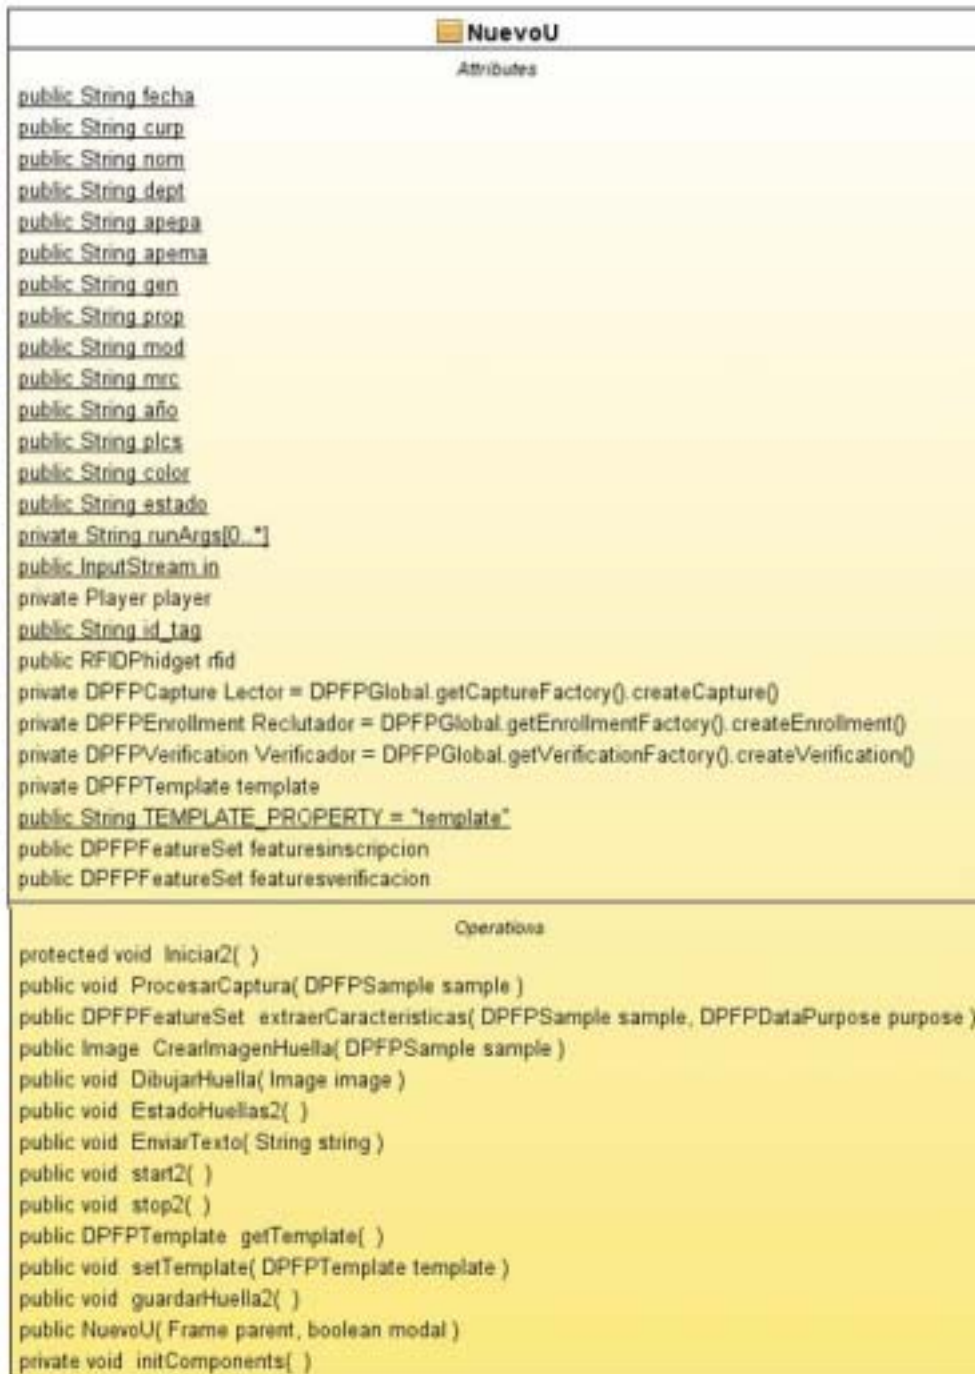 NuevoU
Attributes
public String fecha
public String curp
public String nom
public String dept
public String apepa
public String apema
public String gen
public String prop
public String mod
public String mrc
public String año
public String plcs
public String color
public String estado
private String runArgs[0..*]
public InputStream in
private Player player
public String id_tag
public RFIDPhidget rfid
private DPFPCapture Lector = DPFPGlobal.getCaptureFactory().createCapture()
private DPFPEnrollment Reclutador = DPFPGlobal.getEnrollmentFactory().createEnrollment()
private DPFPVerification Verificador = DPFPGlobal.getVerificationFactory().createVerification()
private DPFPTemplate template
public String TEMPLATE_PROPERTY = "template"
public DPFPFeatureSet featuresinscripcion
public DPFPFeatureSet featuresverificacion
Operations
protected void Iniciar2( )
public void ProcesarCaptura( DPFPSample sample )
public DPFPFeatureSet extraerCaracteristicas( DPFPSample sample, DPFPDataPurpose purpose )
public Image CrearImagenHuella( DPFPSample sample )
public void DibujarHuella( Image image )
public void EstadoHuellas2( )
public void EnviarTexto( String string )
public void start2( )
public void stop2( )
public DPFPTemplate getTemplate( )
public void setTemplate( DPFPTemplate template )
public void guardarHuella2( )
public NuevoU( Frame parent, boolean modal )
private void initComponents( )